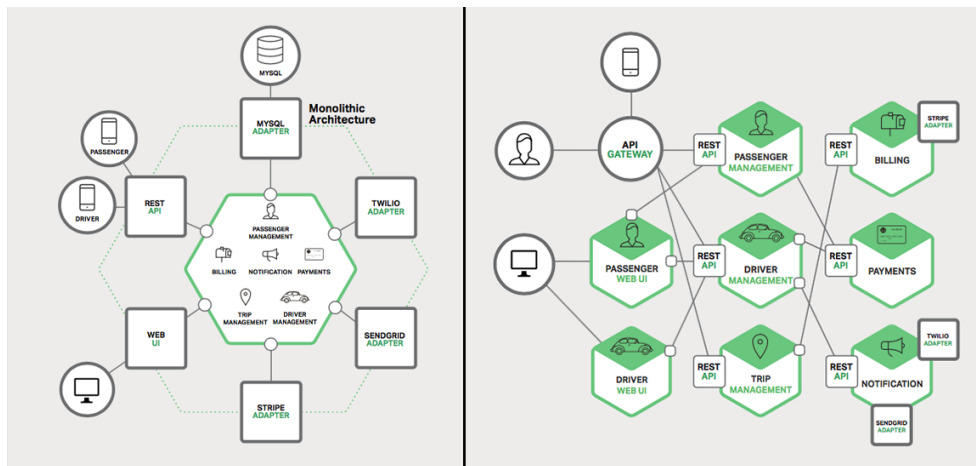 MYSQL
Monolithic
Architecture
MYSQL
ADAPTER
PASSENGER
DRIVER
REST
API
TWILIO
ADAPTER
PASSENGER
MANAGEMENT
BILLING
NOTIFICATION
PAYMENTS
TRIP
MANAGEMENT
DRIVER
MANAGEMENT
WEB
UI
SENDGRID
ADAPTER
STRIPE
ADAPTER
API
GATEWAY
REST
API
PASSENGER
MANAGEMENT
REST
API
BILLING
STRIPE
ADAPTER
PASSENGER
WEB UI
REST
API
DRIVER
MANAGEMENT
REST
API
PAYMENTS
DRIVER
WEB UI
REST
API
TRIP
MANAGEMENT
REST
API
NOTIFICATION
TWILIO
ADAPTER
SENDGRID
ADAPTER